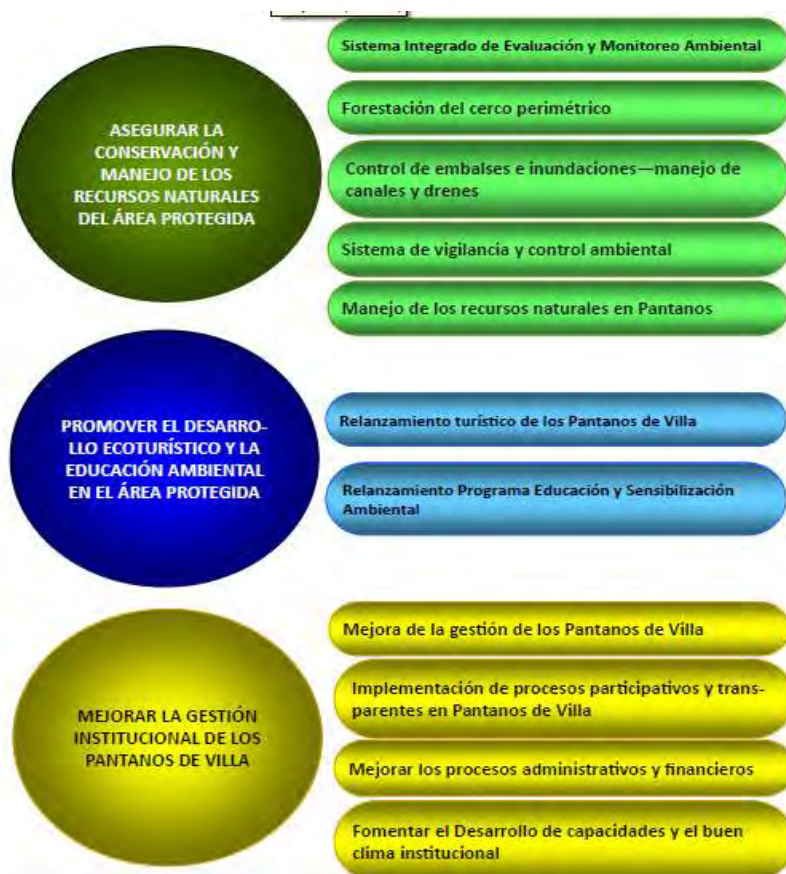 ASEGURAR LA
CONSERVACIÓN Y
MANEJO DE LOS
RECURSOS NATURALES
DEL ÁREA PROTEGIDA
Sistema Integrado de Evaluación y Monitoreo Ambiental
Forestación del cerco perimétrico
Control de embalses e inundaciones—manejo de
canales y drenes
Sistema de vigilancia y control ambiental
Manejo de los recursos naturales en Pantanos
PROMOVER EL DESARRO-
LLO ECOTURÍSTICO Y LA
EDUCACIÓN AMBIENTAL
EN EL ÁREA PROTEGIDA
Relanzamiento turístico de los Pantanos de Villa
Relanzamiento Programa Educación y Sensibilización
Ambiental
MEJORAR LA GESTIÓN
INSTITUCIONAL DE LOS
PANTANOS DE VILLA
Mejora de la gestión de los Pantanos de Villa
Implementación de procesos participativos y trans-
parentes en Pantanos de Villa
Mejorar los procesos administrativos y financieros
Fomentar el Desarrollo de capacidades y el buen
clima institucional